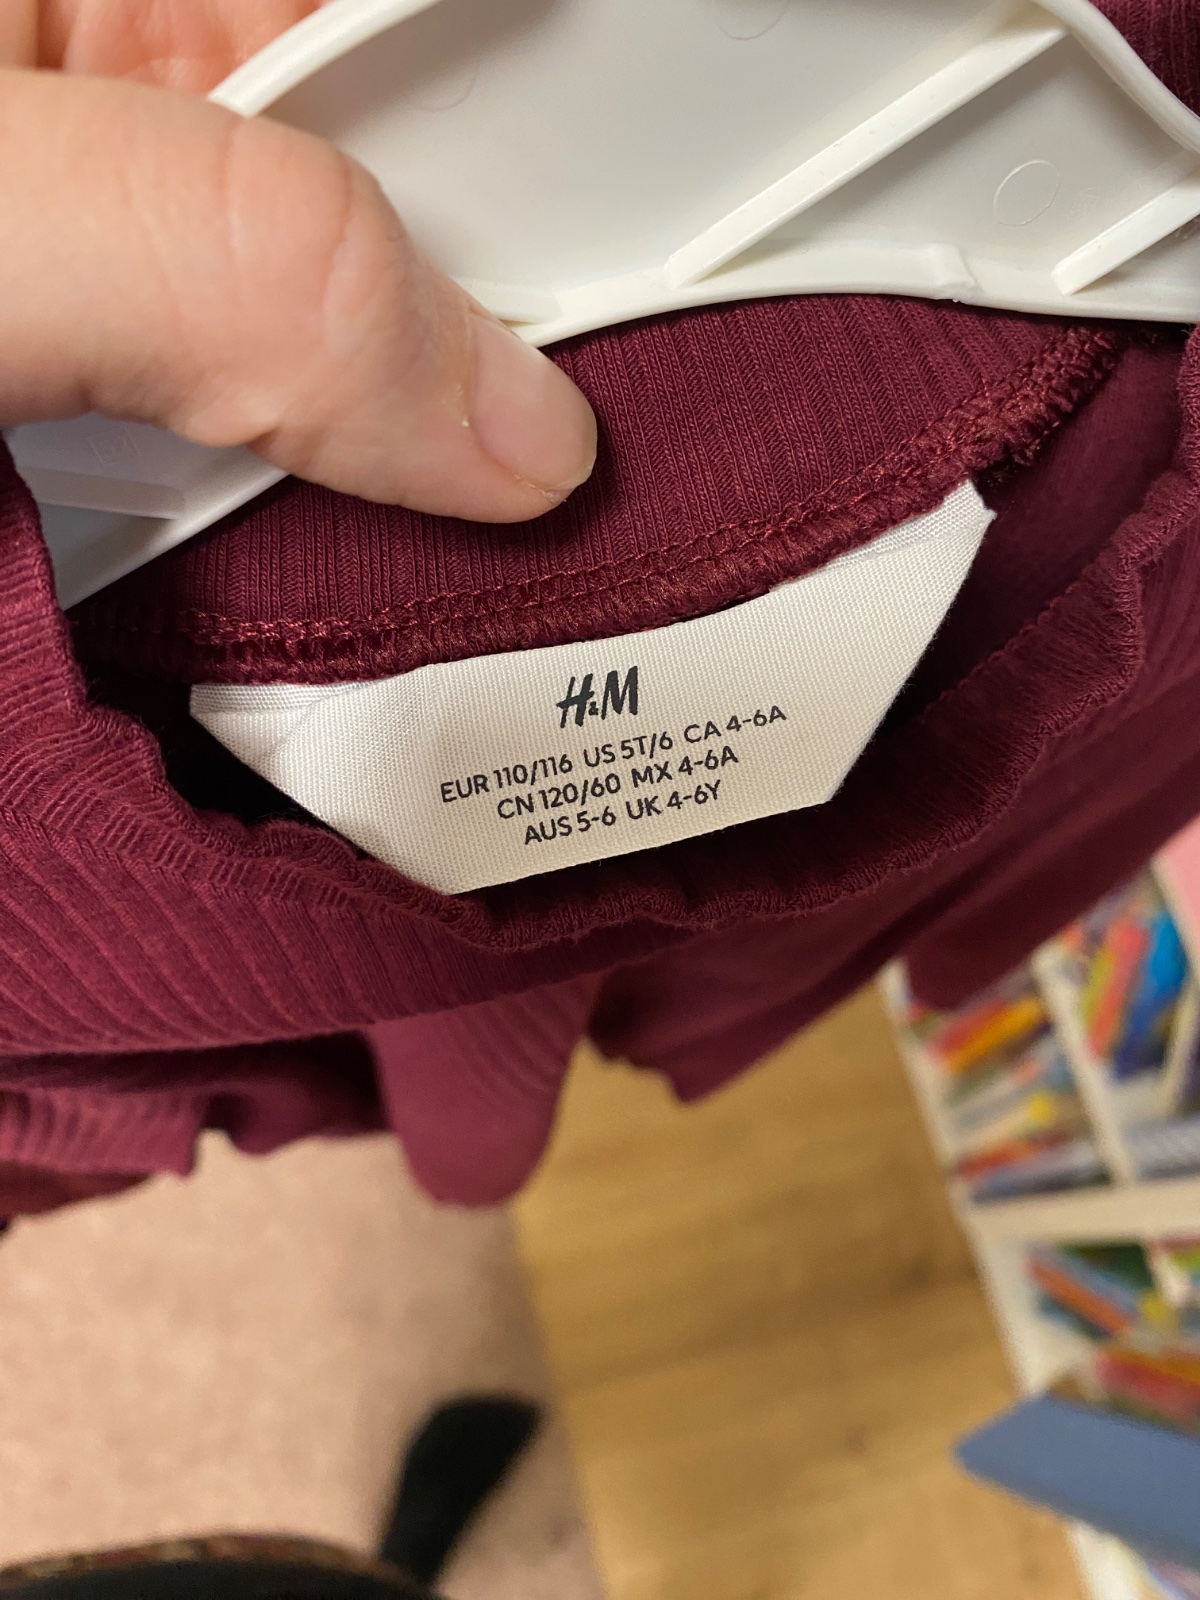 H&M
EUR 110/116 US 5T/6 CA 4-6A
CN 120/60 MX 4-6A
AUS 5-6 UK 4-6Y